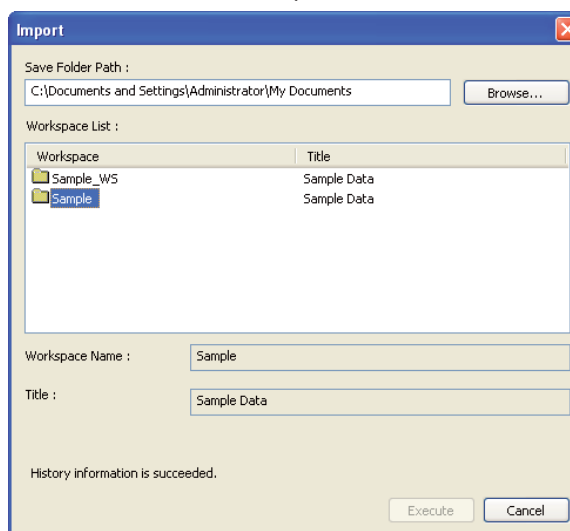 Import
Save Folder Path :
C:\Documents and Settings\Administrator\My Documents Browse...
Workspace List :
Workspace Title
Sample_WS Sample Data
Sample Sample Data
Workspace Name : Sample
Title : Sample Data
History information is succeeded.
Execute Cancel